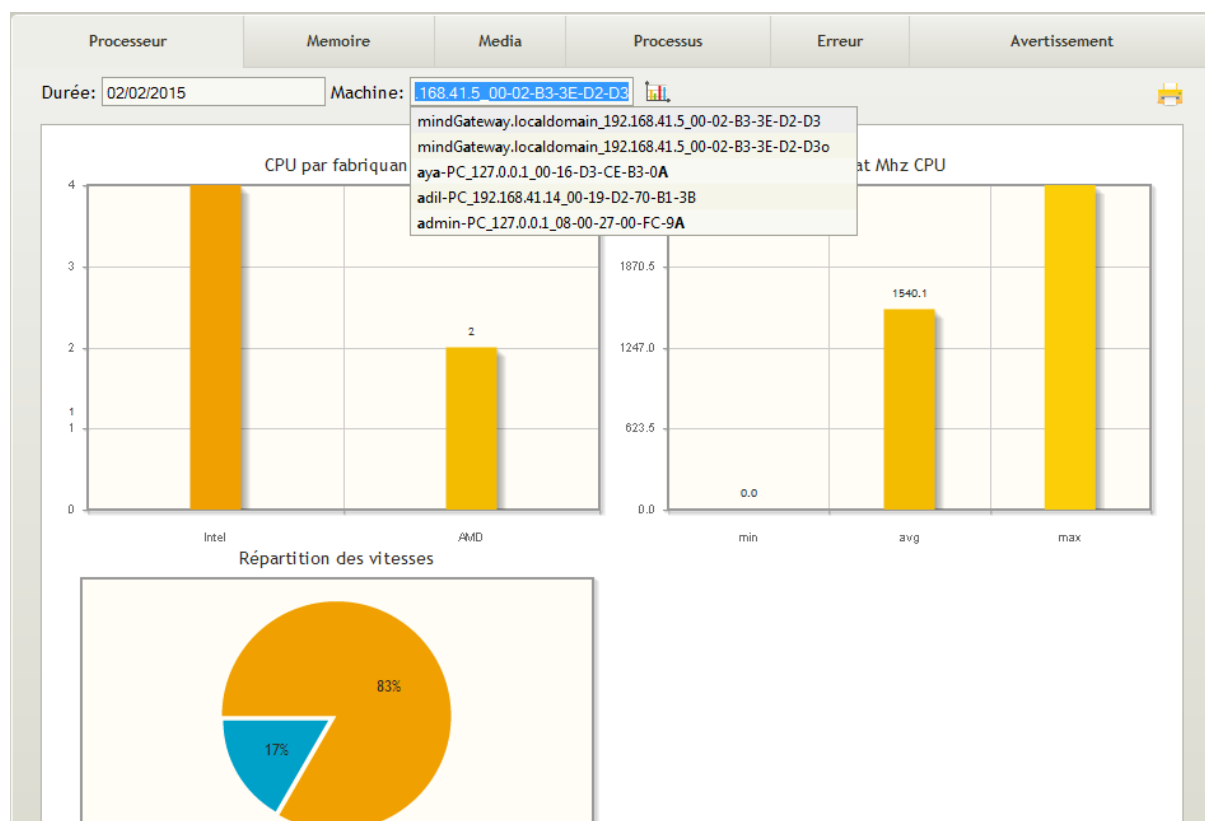 Processeur Memoire Media Processus Erreur Avertissement
Durée: 02/02/2015 Machine: .168.41.5_00-02-B3-3E-D2-D3
mindGateway.localdomain_192.168.41.5_00-02-B3-3E-D2-D3
mindGateway.localdomain_192.168.41.5_00-02-B3-3E-D2-D3o
aya-PC_127.0.0.1_00-16-D3-CE-B3-0A
adil-PC_192.168.41.14_00-19-D2-70-B1-3B
admin-PC_127.0.0.1_08-00-27-00-FC-9A
CPU par fabriquan
4
3
2
1
1
0
2
Intel AMD
at Mhz CPU
1870.5
1247.0
623.5
0.0
0.0
1540.1
min avg max
Répartition des vitesses
83%
17%